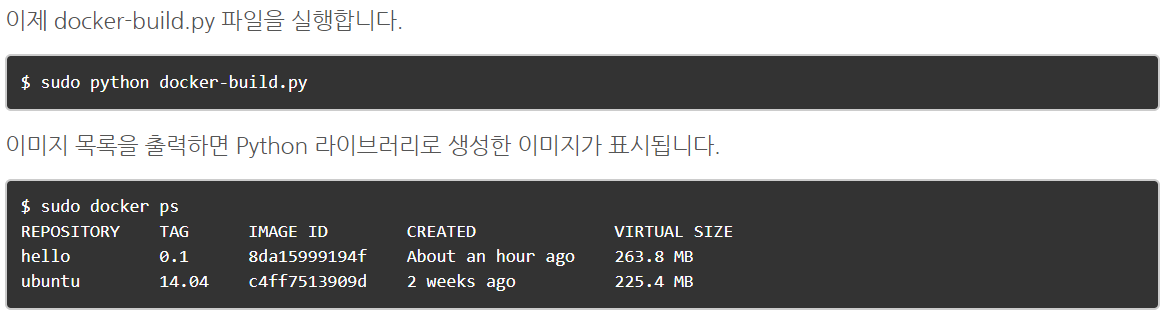 이제 docker-build.py 파일을 실행합니다.
$ sudo python docker-build.py
이미지 목록을 출력하면 Python 라이브러리로 생성한 이미지가 표시됩니다.
$ sudo docker ps
REPOSITORY    TAG      IMAGE ID        CREATED              VIRTUAL SIZE
hello         0.1      8da15999194f    About an hour ago    263.8 MB
ubuntu        14.04    c4ff7513909d    2 weeks ago          225.4 MB